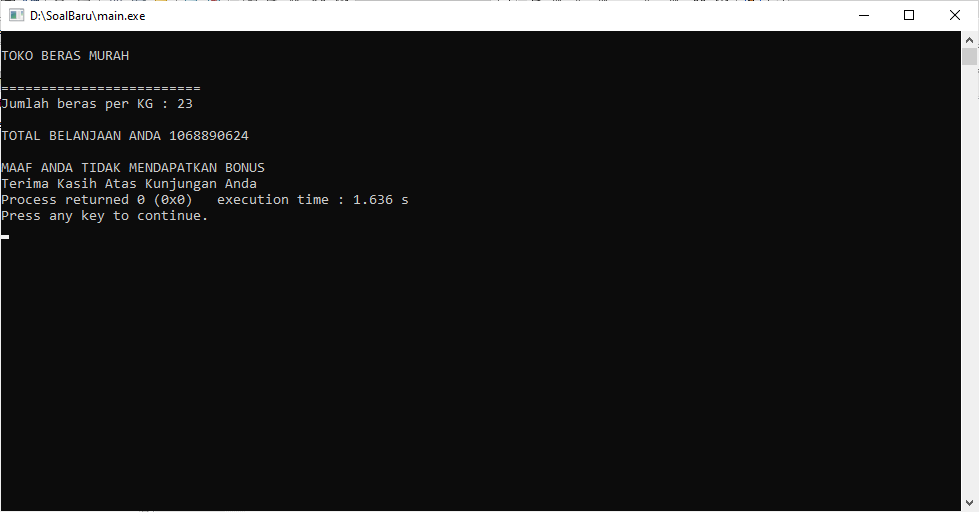 D:\SoalBaru\main.exe
TOKO BERAS MURAH
=========================
Jumlah beras per KG : 23
TOTAL BELANJAAN ANDA 1068890624
MAAF ANDA TIDAK MENDAPATKAN BONUS
Terima Kasih Atas Kunjungan Anda
Process returned 0 (0x0)   execution time : 1.636 s
Press any key to continue.